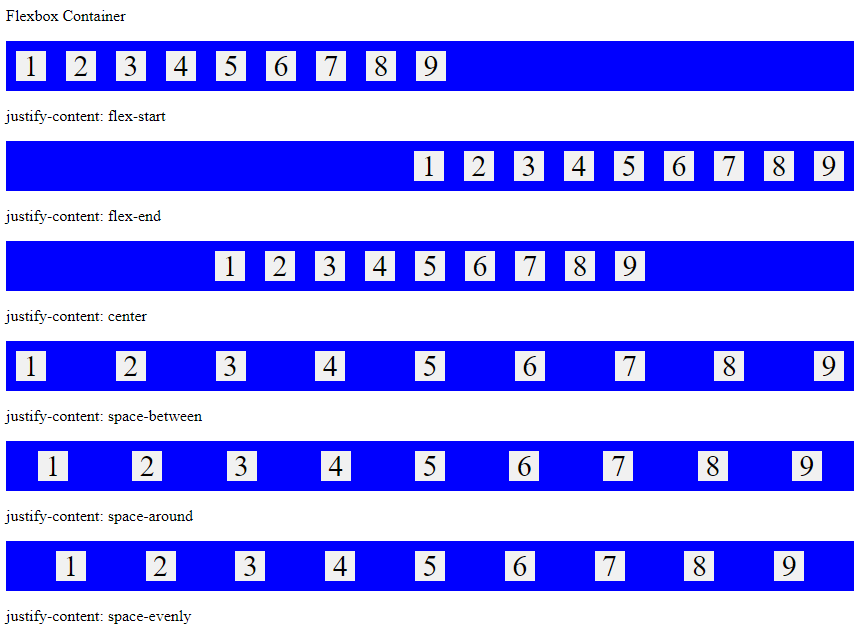 Flexbox Container
1 2 3 4 5 6 7 8 9
justify-content: flex-start
1 2 3 4 5 6 7 8 9
justify-content: flex-end
1 2 3 4 5 6 7 8 9
justify-content: center
1 2 3 4 5 6 7 8 9
justify-content: space-between
1 2 3 4 5 6 7 8 9
justify-content: space-around
1 2 3 4 5 6 7 8 9
justify-content: space-evenly